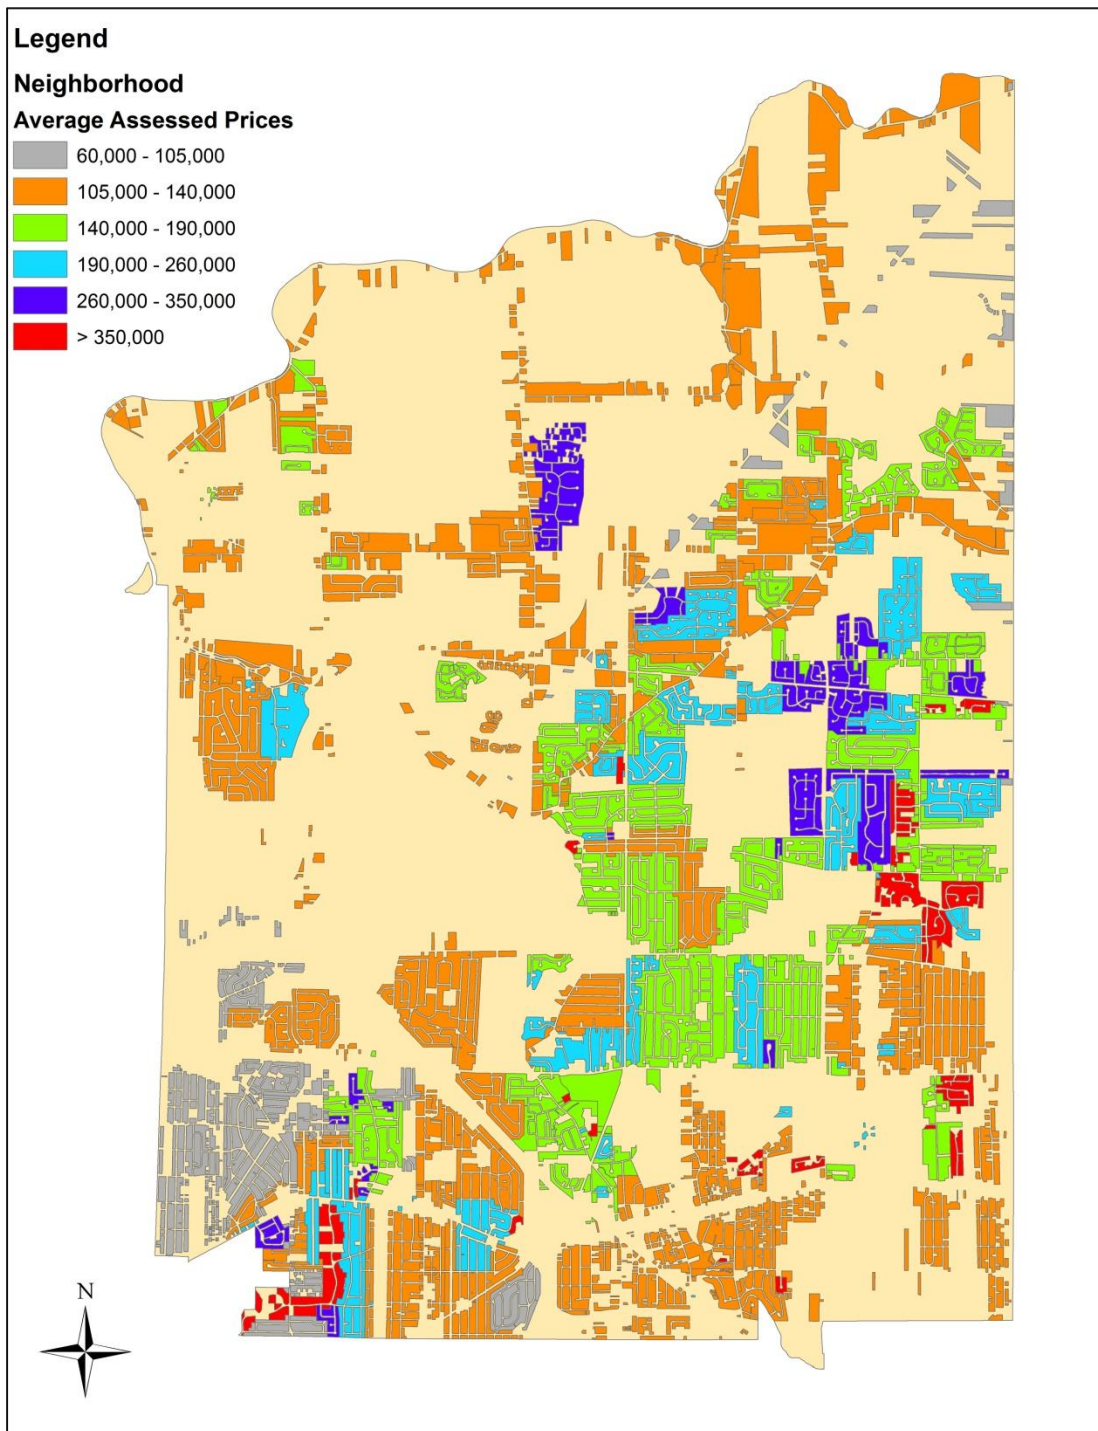 Legend
Neighborhood
Average Assessed Prices
60,000 - 105,000
105,000 - 140,000
140,000 - 190,000
190,000 - 260,000
260,000 - 350,000
> 350,000
N